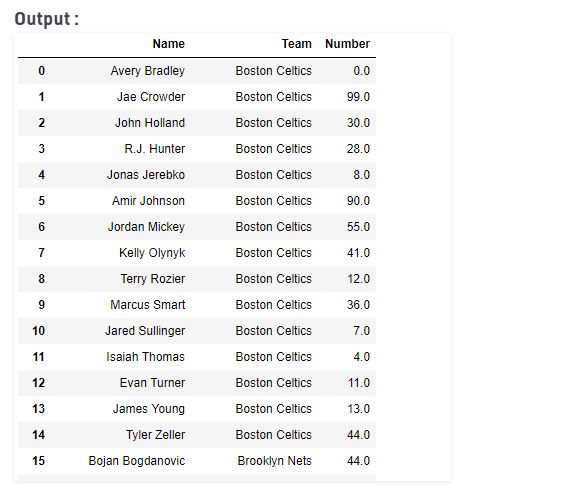 Output :
Name Team Number
0 Avery Bradley Boston Celtics 0.0
1 Jae Crowder Boston Celtics 99.0
2 John Holland Boston Celtics 30.0
3 R.J. Hunter Boston Celtics 28.0
4 Jonas Jerebko Boston Celtics 8.0
5 Amir Johnson Boston Celtics 90.0
6 Jordan Mickey Boston Celtics 55.0
7 Kelly Olynyk Boston Celtics 41.0
8 Terry Rozier Boston Celtics 12.0
9 Marcus Smart Boston Celtics 36.0
10 Jared Sullinger Boston Celtics 7.0
11 Isaiah Thomas Boston Celtics 4.0
12 Evan Turner Boston Celtics 11.0
13 James Young Boston Celtics 13.0
14 Tyler Zeller Boston Celtics 44.0
15 Bojan Bogdanovic Brooklyn Nets 44.0